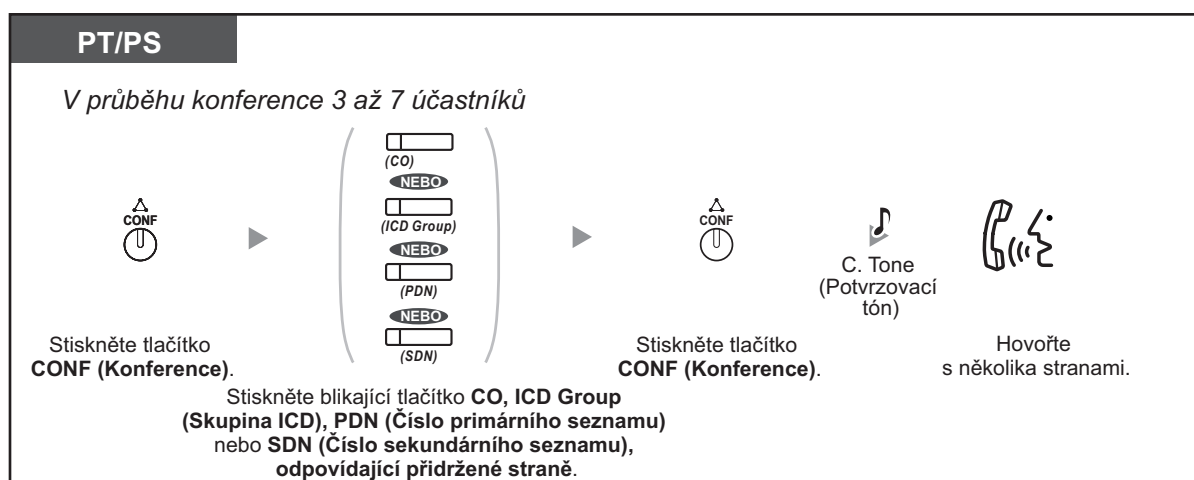 PT/PS
V průběhu konference 3 až 7 účastníků
CONF
(CO)
NEBO
(ICD Group)
NEBO
(PDN)
NEBO
(SDN)
CONF
C. Tone
(Potvrzovací
tón)
Stiskněte tlačítko
CONF (Konference).
Stiskněte blikající tlačítko CO, ICD Group
(Skupina ICD), PDN (Číslo primárního seznamu)
nebo SDN (Číslo sekundárního seznamu),
odpovídající přidržené straně.
Stiskněte tlačítko
CONF (Konference).
Hovořte
s několika stranami.